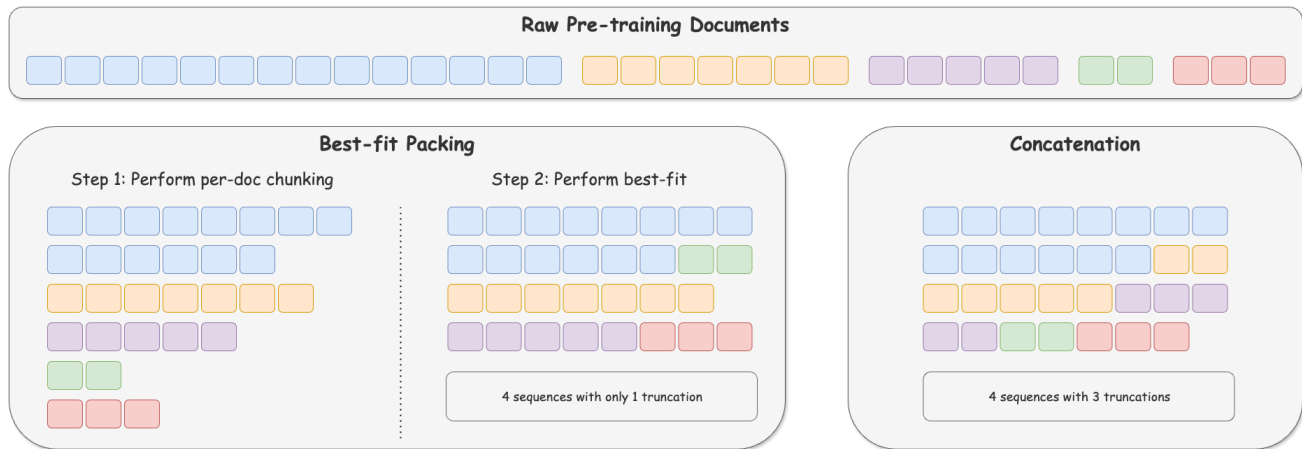 Raw Pre-training Documents
Best-fit Packing
Step 1: Perform per-doc chunking
Step 2: Perform best-fit
4 sequences with only 1 truncation
Concatenation
4 sequences with 3 truncations